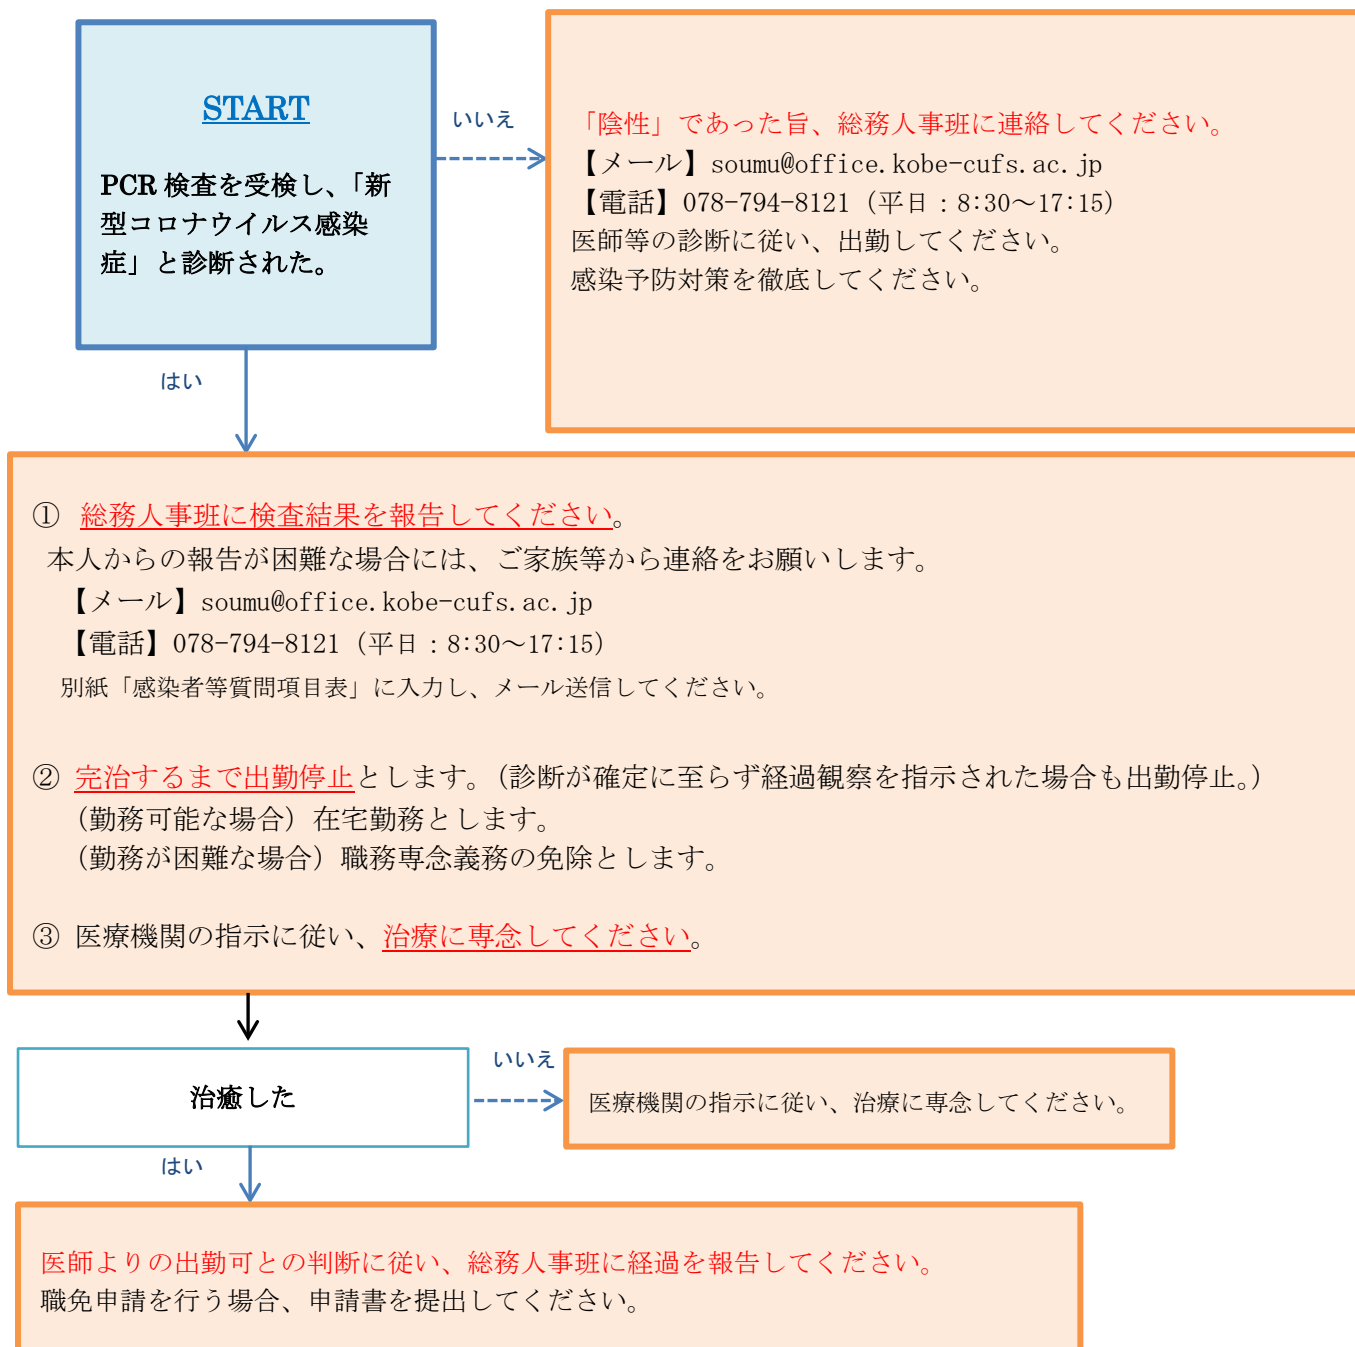 START
PCR 検査を受検し、「新
型コロナウイルス感染
症」と診断された。
いいえ
「陰性」であった旨、総務人事班に連絡してください。
【メール】soumu@office.kobe-cufs.ac.jp
【電話】078-794-8121（平日：8:30～17:15）
医師等の診断に従い、出勤してください。
感染予防対策を徹底してください。
はい
① 総務人事班に検査結果を報告してください。
本人からの報告が困難な場合には、ご家族等から連絡をお願いします。
【メール】soumu@office.kobe-cufs.ac.jp
【電話】078-794-8121（平日：8:30～17:15）
別紙「感染者等質問項目表」に入力し、メール送信してください。
② 完治するまで出勤停止とします。（診断が確定に至らず経過観察を指示された場合も出勤停止。）
（勤務可能な場合）在宅勤務とします。
（勤務が困難な場合）職務専念義務の免除とします。
③ 医療機関の指示に従い、治療に専念してください。
治癒した
いいえ
医療機関の指示に従い、治療に専念してください。
はい
医師よりの出勤可との判断に従い、総務人事班に経過を報告してください。
職免申請を行う場合、申請書を提出してください。